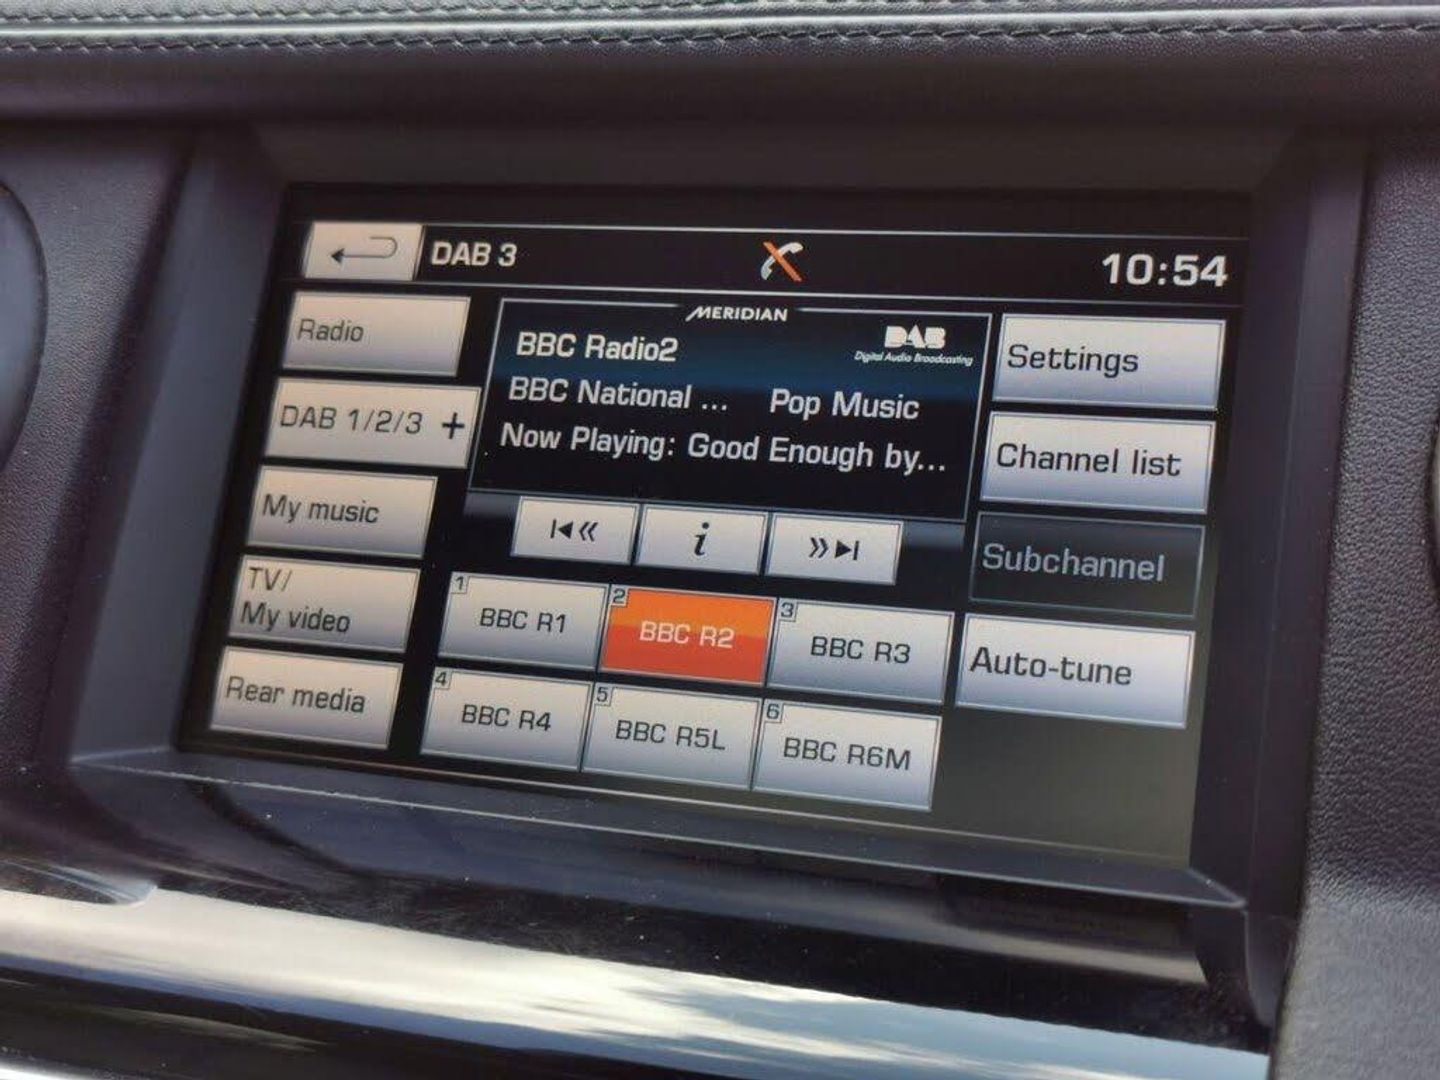 DAB 3
10:54
Radio
DAB 1/2/3 +
My music
TV/
My video
Rear media
MERIDIAN
BBC Radio2
DAB
Digital Audio Broadcasting
BBC National ... Pop Music
Now Playing: Good Enough by...
i
Settings
Channel list
Subchannel
Auto-tune
1 BBC R1
2 BBC R2
3 BBC R3
4 BBC R4
5 BBC R5L
6 BBC R6M